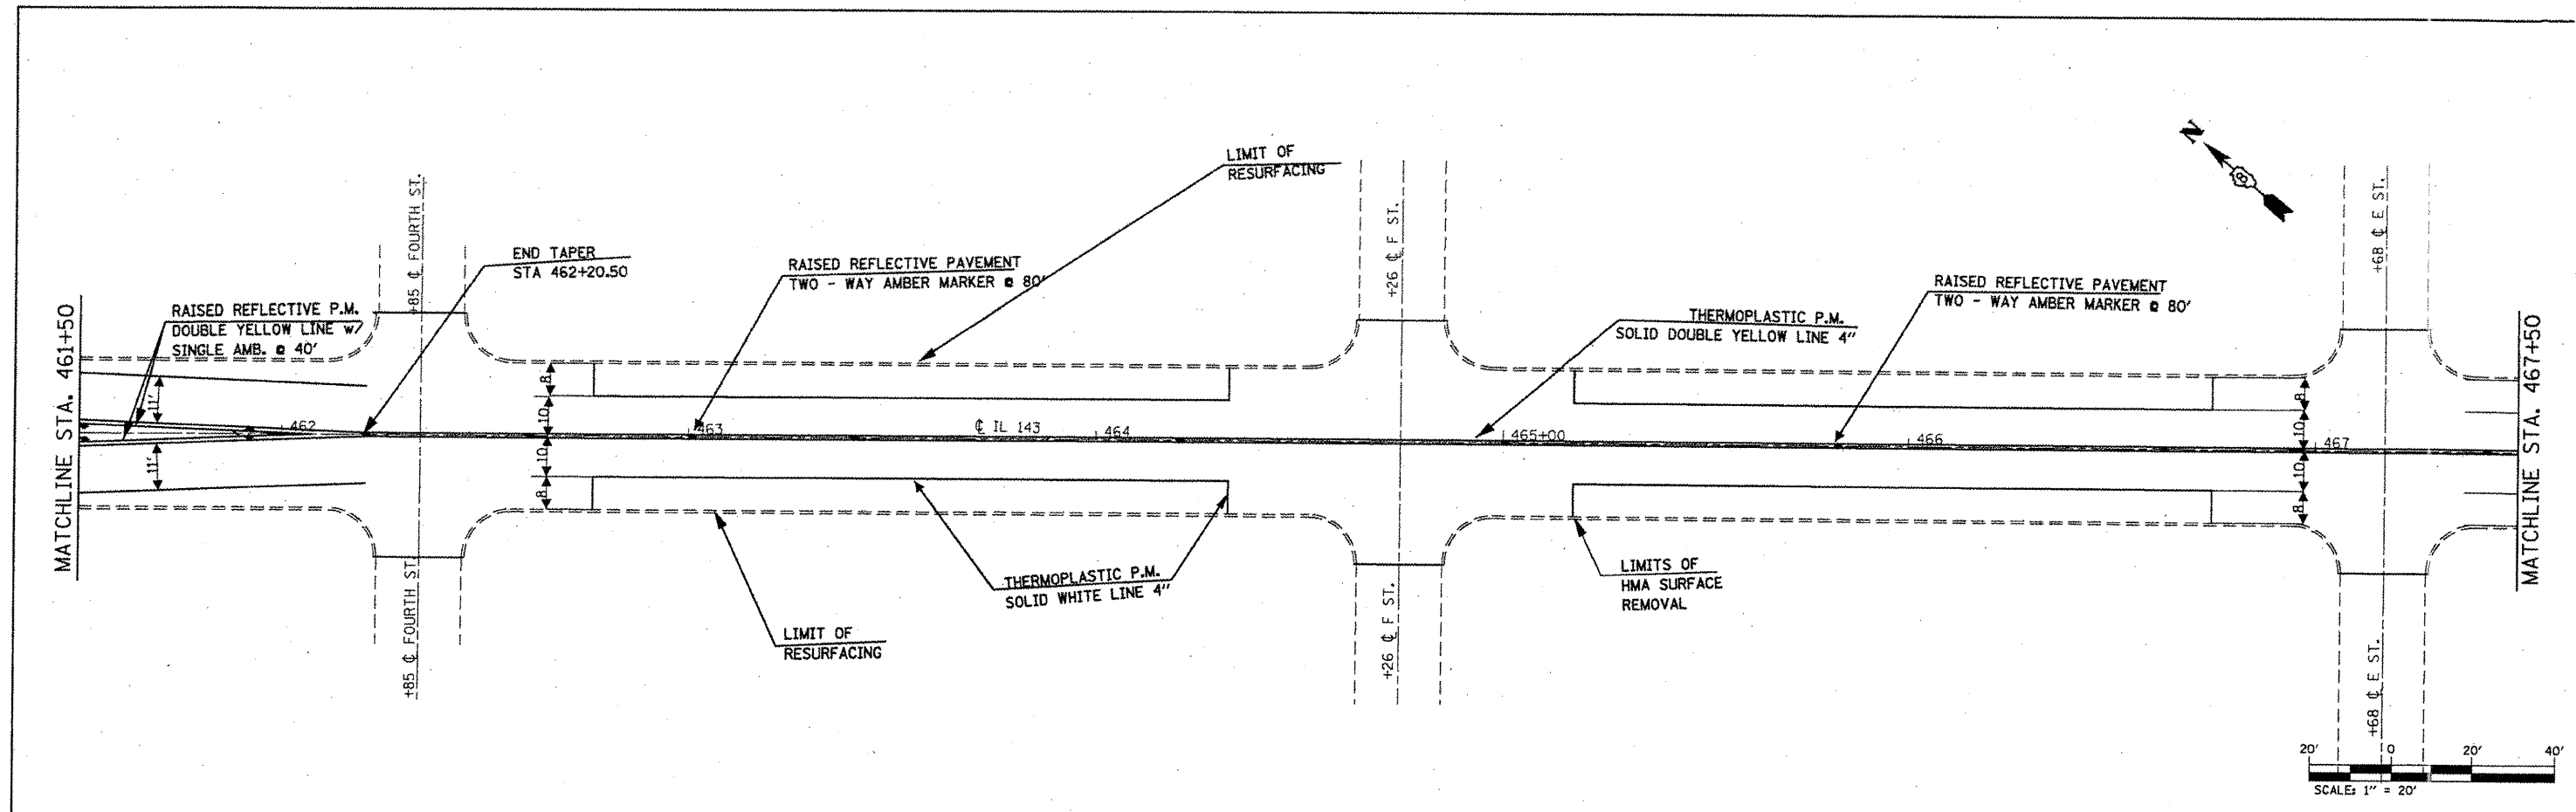 LIMIT OF
RESURFACING
N
8
+85 ℄ FOURTH ST.
+26 ℄ F ST.
+68 ℄ E ST.
END TAPER
STA 462+20.50
RAISED REFLECTIVE PAVEMENT
TWO - WAY AMBER MARKER @ 80'
RAISED REFLECTIVE PAVEMENT
TWO - WAY AMBER MARKER @ 80'
MATCHLINE STA. 461+50
RAISED REFLECTIVE P.M.
DOUBLE YELLOW LINE w/
SINGLE AMB. @ 40'
THERMOPLASTIC P.M.
SOLID DOUBLE YELLOW LINE 4"
MATCHLINE STA. 467+50
11'
8
10
8
10
462
463
℄ IL 143
464
465+00
466
467
11'
10
8
10
8
THERMOPLASTIC P.M.
SOLID WHITE LINE 4"
LIMITS OF
HMA SURFACE
REMOVAL
LIMIT OF
RESURFACING
+85 ℄ FOURTH ST.
+26 ℄ F ST.
+68 ℄ E ST.
20' 0 20' 40'
SCALE: 1" = 20'